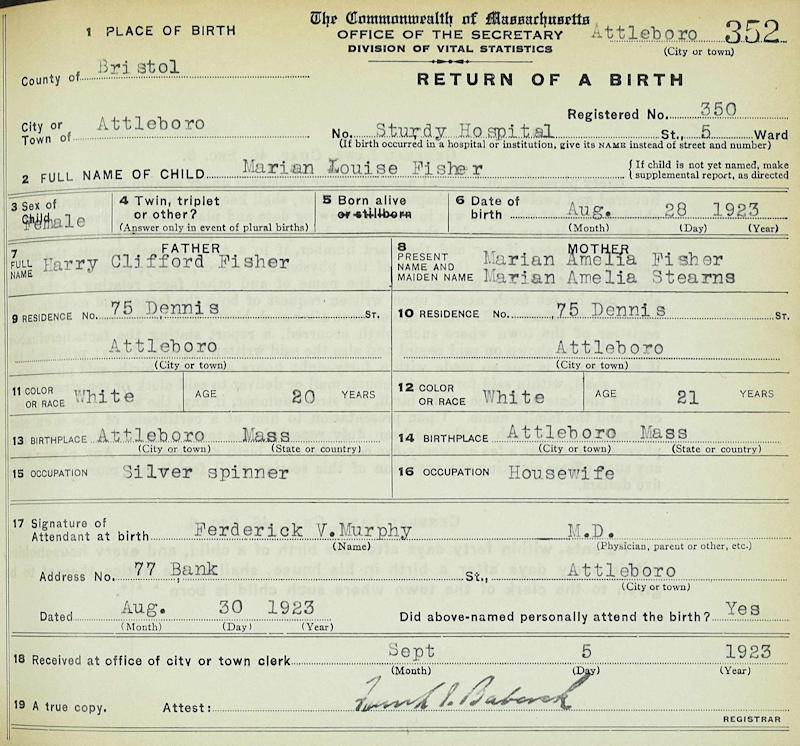 The Commonwealth of Massachusetts
OFFICE OF THE SECRETARY
DIVISION OF VITAL STATISTICS
Attleboro 352
(City or town)
1 PLACE OF BIRTH
County of Bristol
RETURN OF A BIRTH
Registered No. 350
City or Town of Attleboro
No. Sturdy Hospital St., 5 Ward
(If birth occurred in a hospital or institution, give its NAME instead of street and number)
2 FULL NAME OF CHILD Marian Louise Fisher
{If child is not yet named, make
supplemental report, as directed
3 Sex of Child Female
4 Twin, triplet or other?
(Answer only in event of plural births)
5 Born alive or stillborn
6 Date of birth Aug. 28 1923
(Month) (Day) (Year)
7 FULL NAME FATHER
Harry Clifford Fisher
8 PRESENT NAME AND MAIDEN NAME MOTHER
Marian Amelia Fisher
Marian Amelia Stearns
9 RESIDENCE No. 75 Dennis ST.
Attleboro
(City or town)
10 RESIDENCE No. 75 Dennis ST.
Attleboro
(City or town)
11 COLOR OR RACE White AGE 20 YEARS
12 COLOR OR RACE White AGE 21 YEARS
13 BIRTHPLACE Attleboro Mass
(City or town) (State or country)
14 BIRTHPLACE Attleboro Mass
(City or town) (State or country)
15 OCCUPATION Silver spinner
16 OCCUPATION Housewife
17 Signature of Attendant at birth Ferderick V.Murphy M.D.
(Name) (Physician, parent or other, etc.)
Address No. 77 Bank St., Attleboro
(City or town)
Dated Aug. 30 1923
(Month) (Day) (Year)
Did above-named personally attend the birth? Yes
18 Received at office of city or town clerk Sept 5 1923
(Month) (Day) (Year)
19 A true copy. Attest: Frank I. Babcock
REGISTRAR